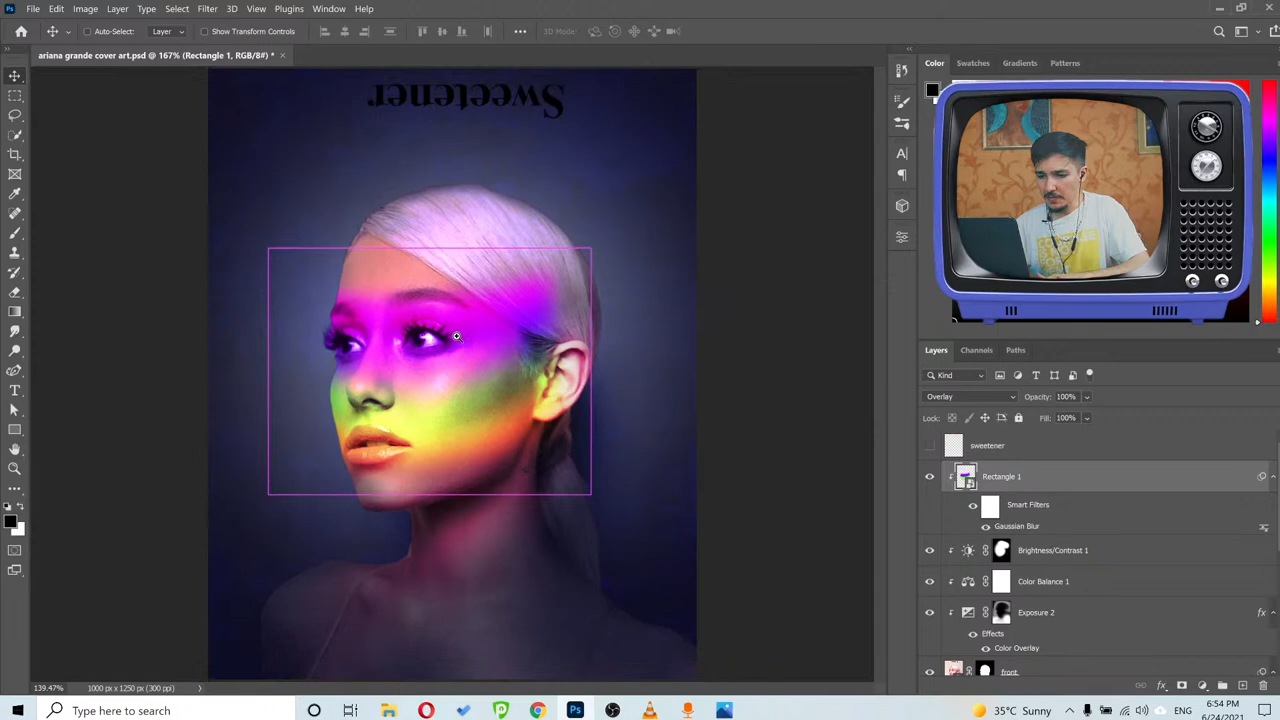 Ps File Edit Image Layer Type Select Filter 3D View Plugins Window Help
Auto-Select: Layer Show Transform Controls ••• 3D Mode:
ariana grande cover art.psd @ 167% (Rectangle 1, RGB/8#) * ×
Color Swatches Gradients Patterns
Sweetener
Layers Channels Paths
Kind
Overlay Opacity: 100%
Lock: Fill: 100%
sweetener
Rectangle 1
Smart Filters
Gaussian Blur
Brightness/Contrast 1
Color Balance 1
Exposure 2 fx
Effects
Color Overlay
front
139.47% 1000 px x 1250 px (300 ppi)
Type here to search
35°C Sunny ENG
6:54 PM
6/24/2021